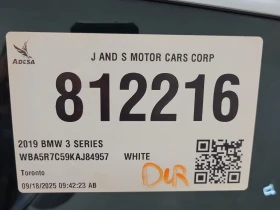 ADESA
J AND S MOTOR CARS CORP
812216
2019 BMW 3 SERIES
WBA5R7C59KAJ84957 WHITE
Toronto
09/18/2025 09:42:23 AB